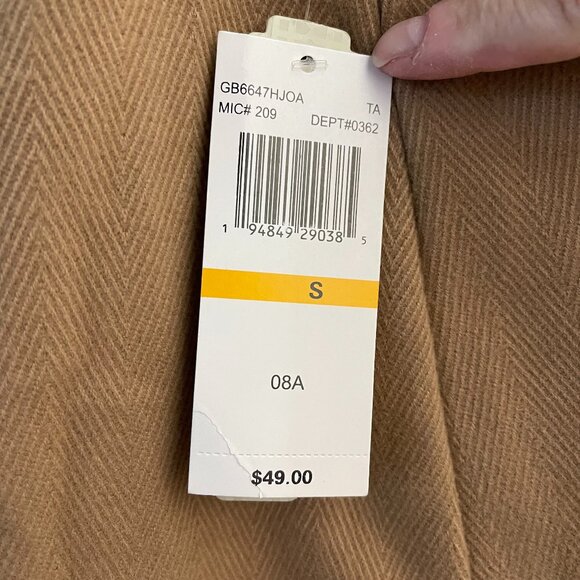 GB6647HJOA TA
MIC# 209 DEPT#0362
1 94849 29038 5
S
08A
$49.00